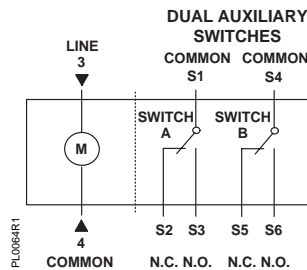 DUAL AUXILIARY
SWITCHES
LINE
3
COMMON COMMON
S1 S4
SWITCH
A
SWITCH
B
M
4
COMMON
S2 S3 S5 S6
N.C. N.O. N.C. N.O.
PL0064R1